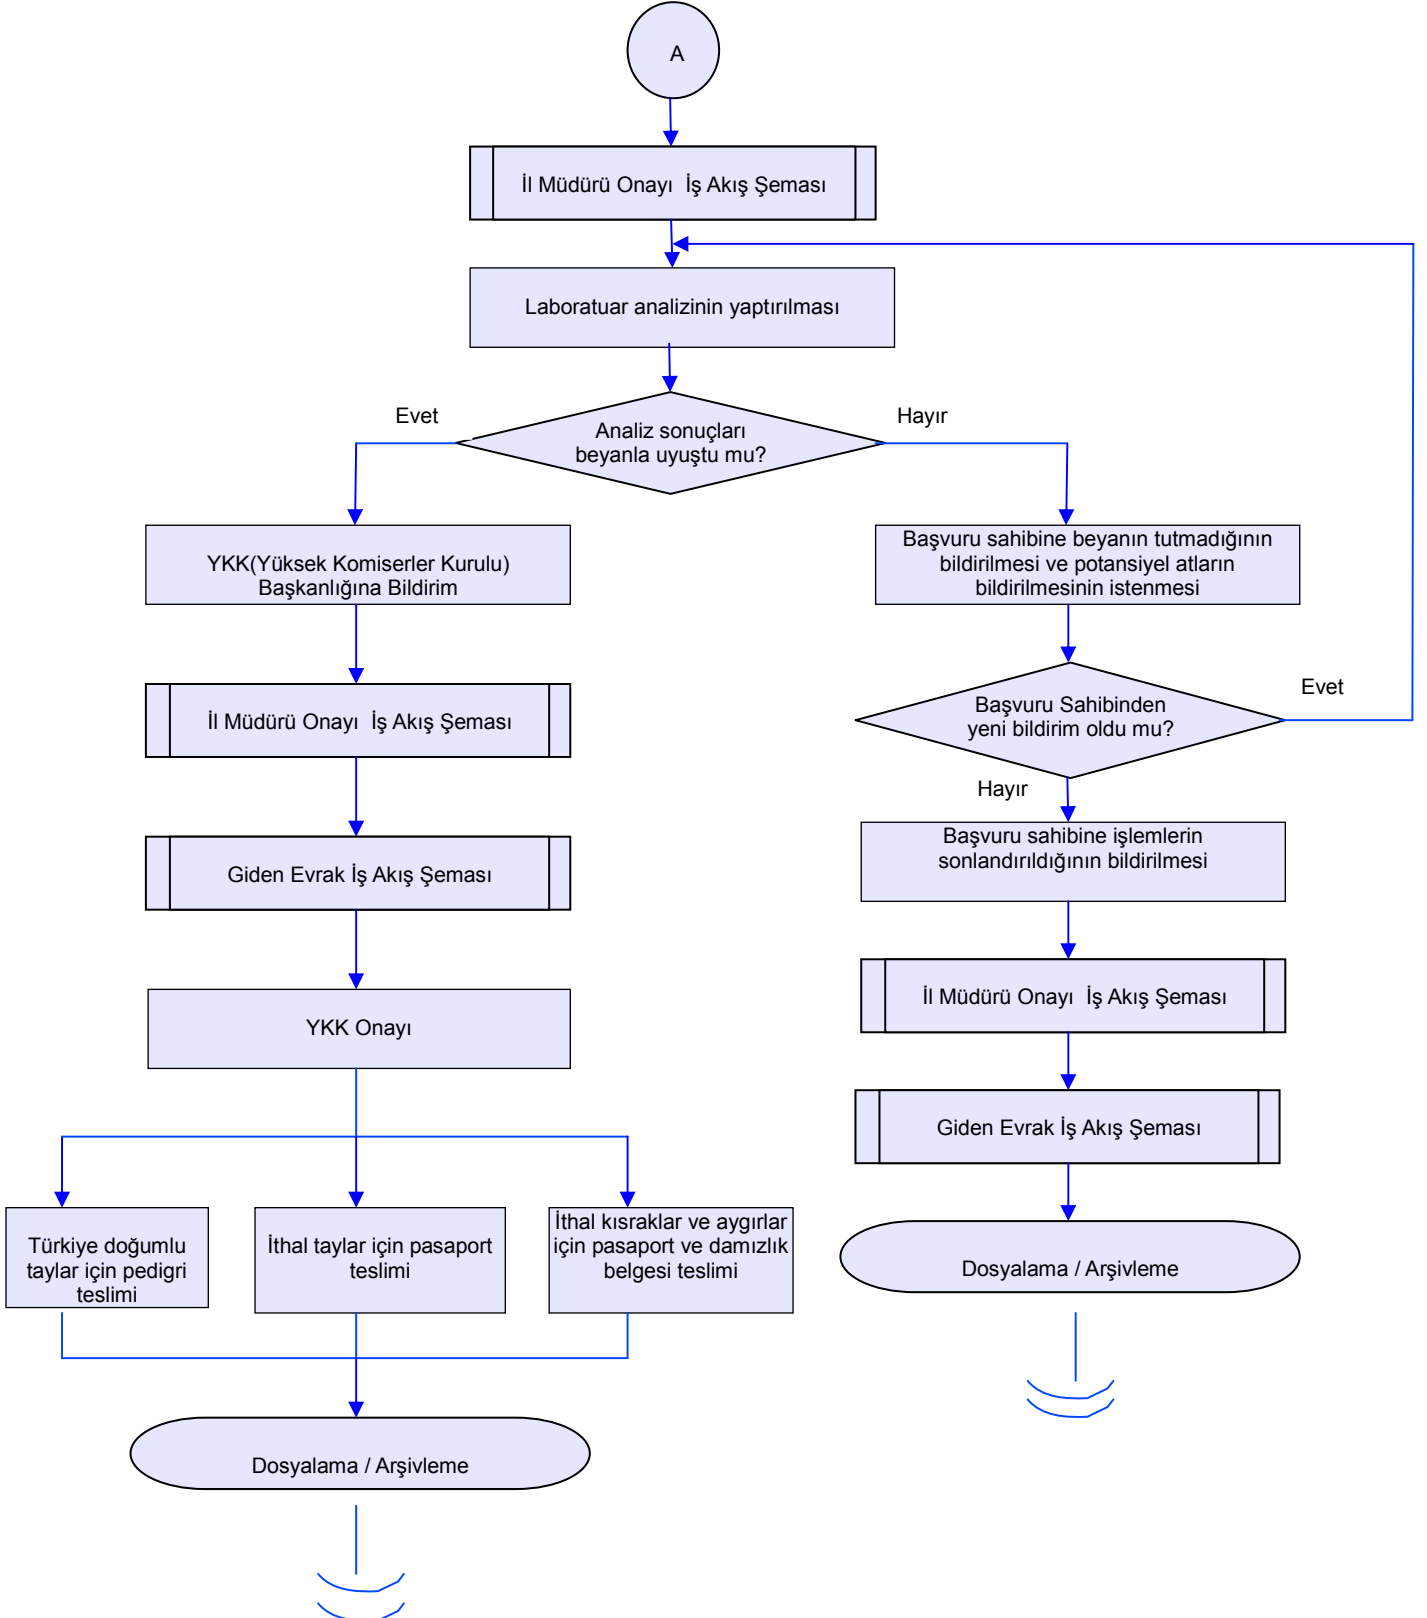 A
İl Müdürü Onayı İş Akış Şeması
Laboratuar analizinin yaptırılması
Evet
Hayır
Analiz sonuçları
beyanla uyuştu mu?
YKK(Yüksek Komiserler Kurulu)
Başkanlığına Bildirim
Başvuru sahibine beyanın tutmadığının
bildirilmesi ve potansiyel atların
bildirilmesinin istenmesi
İl Müdürü Onayı İş Akış Şeması
Başvuru Sahibinden
yeni bildirim oldu mu?
Evet
Hayır
Giden Evrak İş Akış Şeması
Başvuru sahibine işlemlerin
sonlandırıldığının bildirilmesi
YKK Onayı
İl Müdürü Onayı İş Akış Şeması
Giden Evrak İş Akış Şeması
Türkiye doğumlu
taylar için pedigri
teslimi
İthal taylar için pasaport
teslimi
İthal kısraklar ve aygırlar
için pasaport ve damızlık
belgesi teslimi
Dosyalama / Arşivleme
Dosyalama / Arşivleme